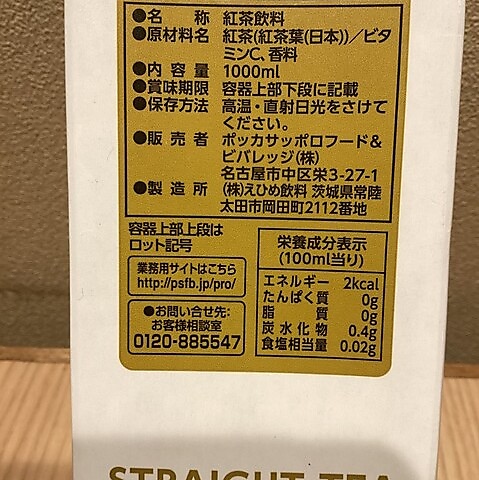 ●名称 紅茶飲料
●原材料名 紅茶(紅茶葉(日本))／ビタ
ミンC、香料
●内容量 1000ml
●賞味期限 容器上部下段に記載
●保存方法 高温・直射日光をさけて
ください。
●販売者 ポッカサッポロフード&
ビバレッジ(株)
名古屋市中区栄3-27-1
●製造所 (株)えひめ飲料 茨城県常陸
太田市岡田町2112番地
容器上部上段は
ロット記号
業務用サイトはこちら
http://psfb.jp/pro/
●お問い合せ先:
お客様相談室
0120-885547
栄養成分表示
(100ml当り)
エネルギー 2kcal
たんぱく質 0g
脂質 0g
炭水化物 0.4g
食塩相当量 0.02g
STRAIGHT TEA